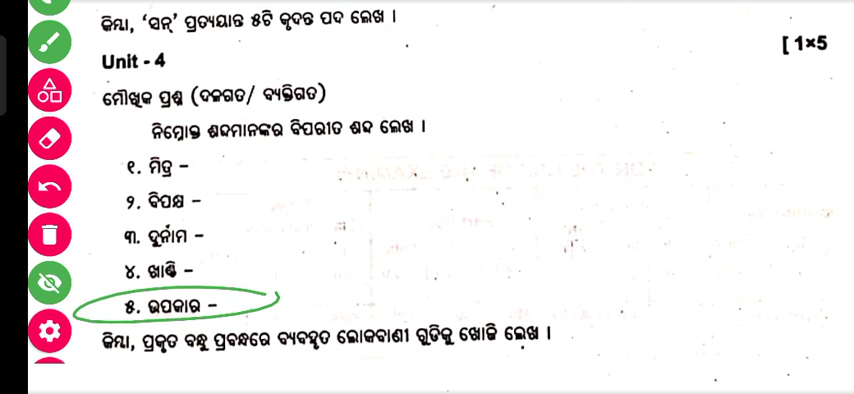 କିମ୍ବା, ‘ସନ୍’ ପ୍ରତ୍ୟୟାନ୍ତ ୫ଟି କୃଦନ୍ତ ପଦ ଲେଖ ।
[ 1×5
Unit - 4
ମୌଖିକ ପ୍ରଶ୍ନ (ଦଳଗତ/ ବ୍ୟକ୍ତିଗତ)
ନିମ୍ନୋକ୍ତ ଶବ୍ଦମାନଙ୍କର ବିପରୀତ ଶବ୍ଦ ଲେଖ ।
୧. ମିତ୍ର –
୨. ବିପକ୍ଷ –
୩. ଦୁର୍ନାମ –
୪. ଖାଣ୍ଟି –
୫. ଉପକାର –
କିମ୍ବା, ପ୍ରକୃତ ବନ୍ଧୁ ପ୍ରବନ୍ଧରେ ବ୍ୟବହୃତ ଲୋକବାଣୀ ଗୁଡିକୁ ଖୋଜି ଲେଖ ।